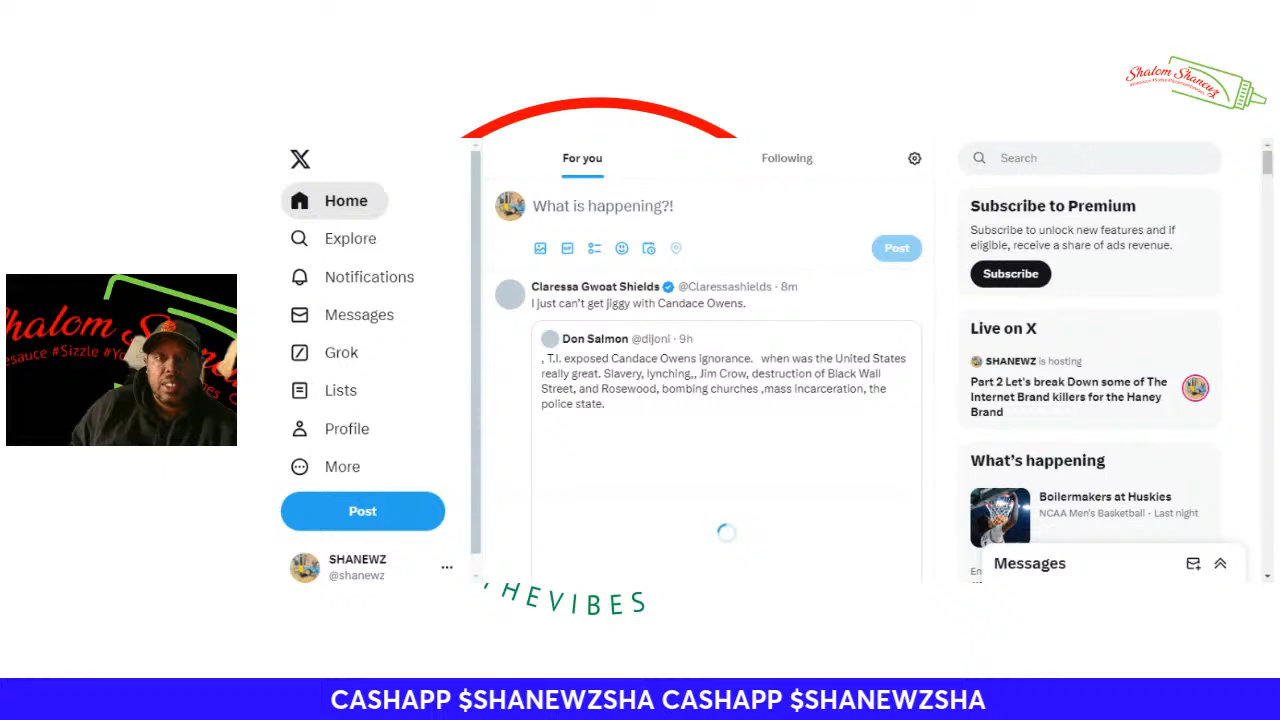 Shalom Shanewz
X
Home
Explore
Notifications
Messages
Grok
Lists
Profile
More
Post
SHANEWZ
@shanewz
For you
Following
What is happening?!
Post
Claressa Gwoat Shields @Claressashields · 8m
I just can't get jiggy with Candace Owens.
Don Salmon @dijoni · 9h
, T.I. exposed Candace Owens ignorance. when was the United States
really great. Slavery, lynching,, Jim Crow, destruction of Black Wall
Street, and Rosewood, bombing churches ,mass incarceration, the
police state.
Search
Subscribe to Premium
Subscribe to unlock new features and if
eligible, receive a share of ads revenue.
Subscribe
Live on X
SHANEWZ is hosting
Part 2 Let's break Down some of The
Internet Brand killers for the Haney
Brand
What's happening
Boilermakers at Huskies
NCAA Men's Basketball · Last night
En
Messages
halom S
esauce #Sizzle #Yo
HEVIBES
CASHAPP $SHANEWZSHA CASHAPP $SHANEWZSHA